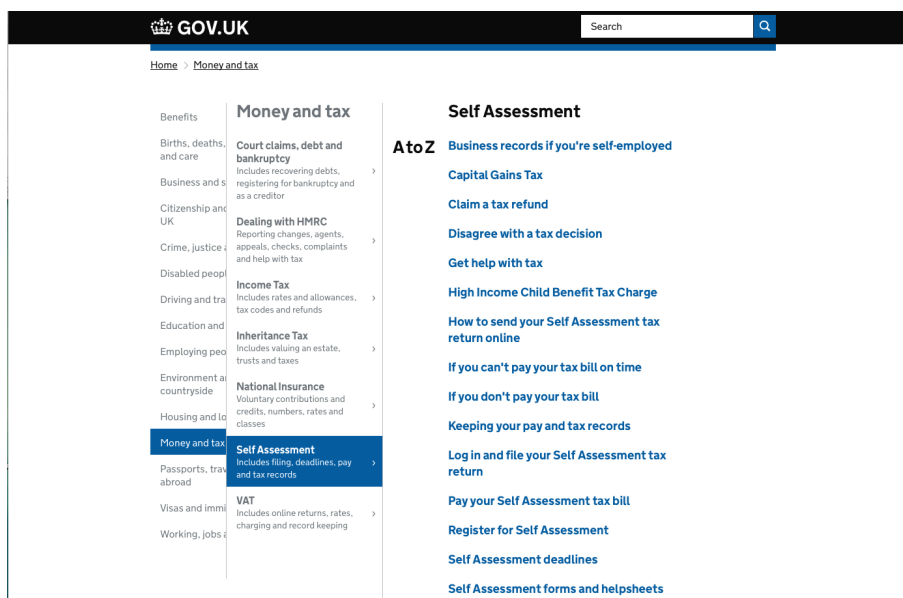 GOV.UK
Search
Home > Money and tax
Benefits
Births, deaths,
and care
Business and s
Citizenship and
UK
Crime, justice a
Disabled peopl
Driving and tra
Education and
Employing peo
Environment a
countryside
Housing and lo
Money and tax
Passports, trav
abroad
Visas and immi
Working, jobs a
Money and tax
Court claims, debt and
bankruptcy
Includes recovering debts,
registering for bankruptcy and
as a creditor
Dealing with HMRC
Reporting changes, agents,
appeals, checks, complaints
and help with tax
Income Tax
Includes rates and allowances,
tax codes and refunds
Inheritance Tax
Includes valuing an estate,
trusts and taxes
National Insurance
Voluntary contributions and
credits, numbers, rates and
classes
Self Assessment
Includes filing, deadlines, pay
and tax records
VAT
Includes online returns, rates,
charging and record keeping
Self Assessment
A to Z
Business records if you're self-employed
Capital Gains Tax
Claim a tax refund
Disagree with a tax decision
Get help with tax
High Income Child Benefit Tax Charge
How to send your Self Assessment tax
return online
If you can't pay your tax bill on time
If you don't pay your tax bill
Keeping your pay and tax records
Log in and file your Self Assessment tax
return
Pay your Self Assessment tax bill
Register for Self Assessment
Self Assessment deadlines
Self Assessment forms and helpsheets